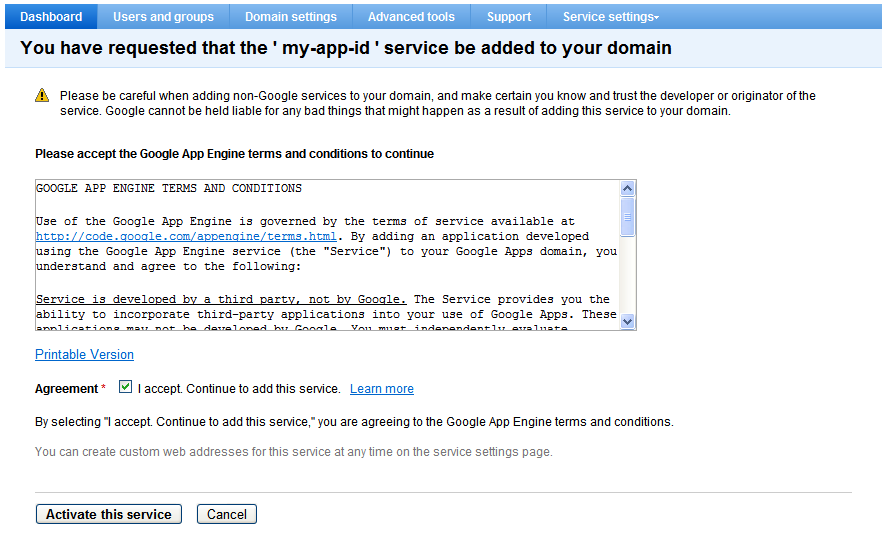 Dashboard Users and groups Domain settings Advanced tools Support Service settings
You have requested that the ' my-app-id ' service be added to your domain
Please be careful when adding non-Google services to your domain, and make certain you know and trust the developer or originator of the
service. Google cannot be held liable for any bad things that might happen as a result of adding this service to your domain.
Please accept the Google App Engine terms and conditions to continue
GOOGLE APP ENGINE TERMS AND CONDITIONS
Use of the Google App Engine is governed by the terms of service available at
http://code.google.com/appengine/terms.html. By adding an application developed
using the Google App Engine service (the "Service") to your Google Apps domain, you
understand and agree to the following:
Service is developed by a third party, not by Google. The Service provides you the
ability to incorporate third-party applications into your use of Google Apps. These
applications may not be developed by Google. You must independently evaluate
Printable Version
Agreement * I accept. Continue to add this service. Learn more
By selecting "I accept. Continue to add this service," you are agreeing to the Google App Engine terms and conditions.
You can create custom web addresses for this service at any time on the service settings page.
Activate this service Cancel